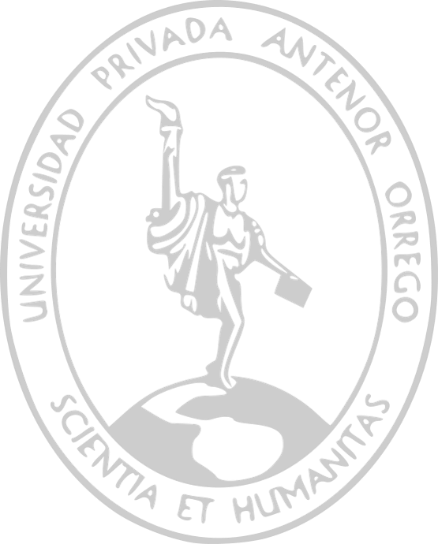 UNIVERSIDAD PRIVADA ANTENOR ORREGO
SCIENTIA ET HUMANITAS